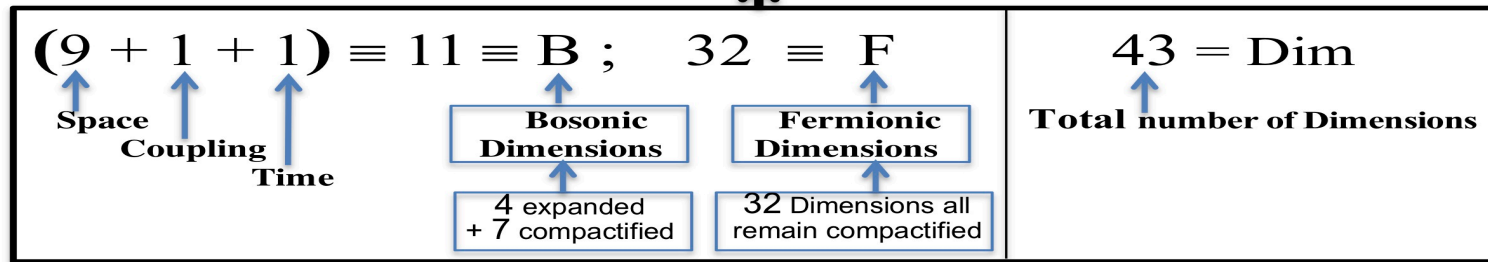 (9 + 1 + 1) ≡ 11 ≡ B ; 32 ≡ F
Space
Coupling
Time
Bosonic
Dimensions
4 expanded
+ 7 compactified
Fermionic
Dimensions
32 Dimensions all
remain compactified
43 = Dim
Total number of Dimensions